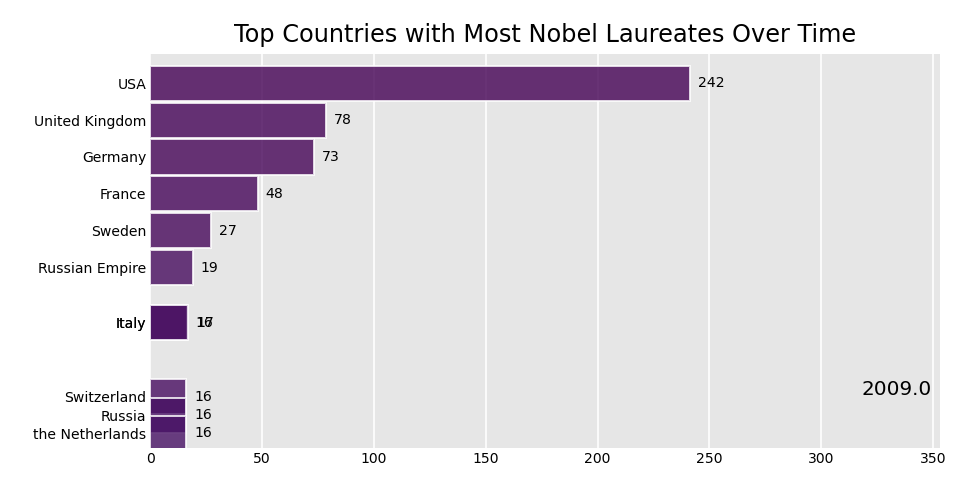 Top Countries with Most Nobel Laureates Over Time
USA 242
United Kingdom 78
Germany 73
France 48
Sweden 27
Russian Empire 19
Italy
Switzerland 16
2009.0
Russia 16
the Netherlands 16
0 50 100 150 200 250 300 350